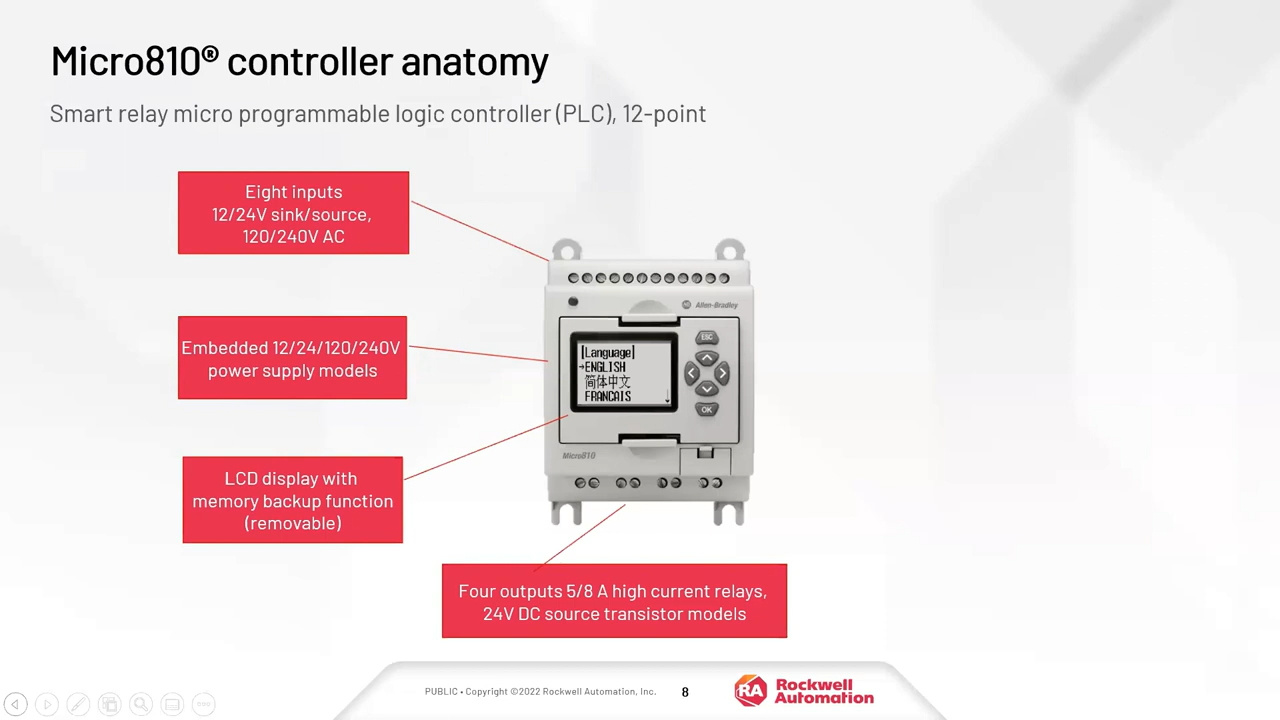 Micro810® controller anatomy
Smart relay micro programmable logic controller (PLC), 12-point
Eight inputs
12/24V sink/source,
120/240V AC
Embedded 12/24/120/240V
power supply models
LCD display with
memory backup function
(removable)
Allen-Bradley
[Language]
→ENGLISH
简体中文
FRANCAIS
ESC
OK
Micro810
Four outputs 5/8 A high current relays,
24V DC source transistor models
PUBLIC • Copyright ©2022 Rockwell Automation, Inc.
8
RA
Rockwell
Automation